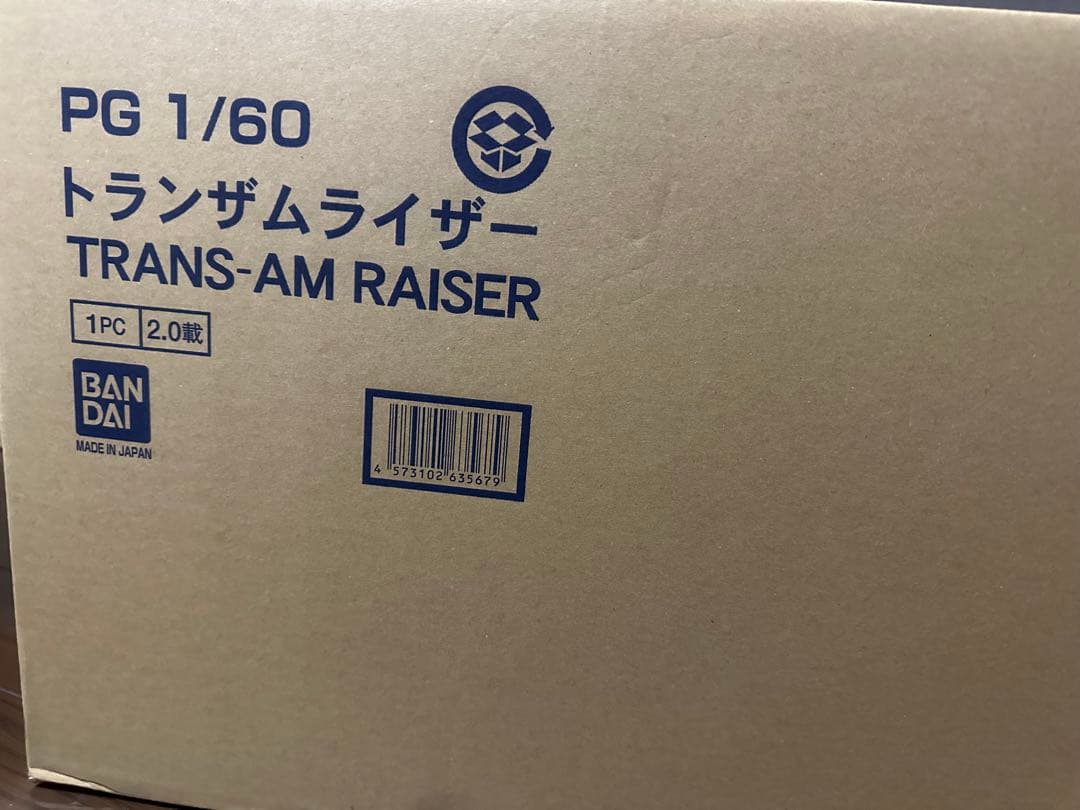 PG 1/60
トランザムライザー
TRANS-AM RAISER
1PC 2.0載
BAN
DAI
MADE IN JAPAN
4 573102 635679